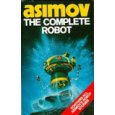 ASIMOV
THE COMPLETE
ROBOT